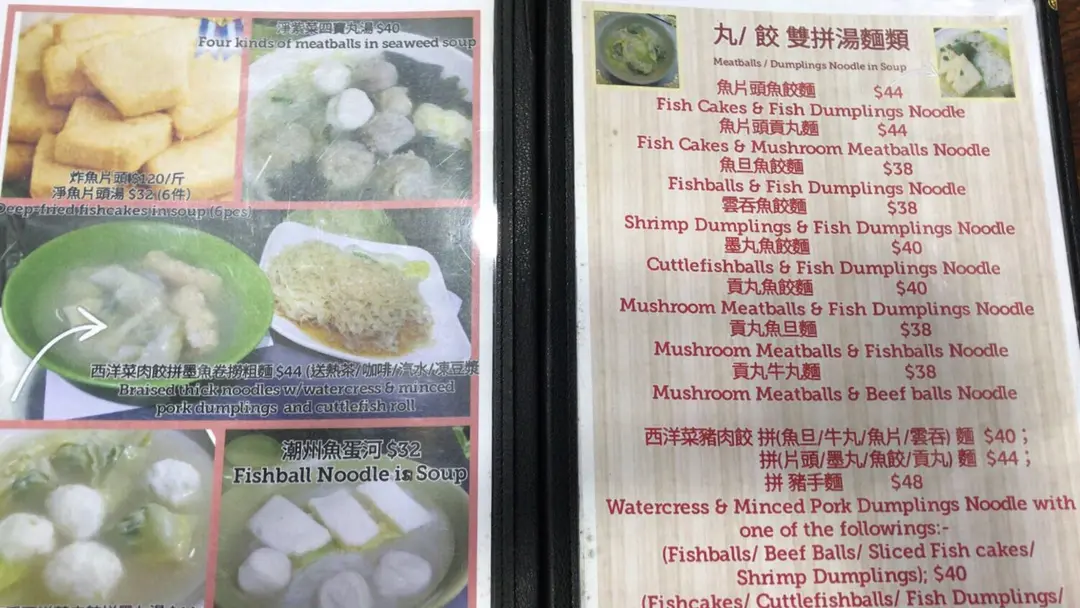 淨紫菜四寶丸湯 $40
Four kinds of meatballs in seaweed soup
炸魚片頭 $120/斤
淨魚片頭湯 $32 (6件)
Deep-fried fishcakes in soup (6pcs)
西洋菜肉餃拼墨魚卷撈粗麵 $44 (送熱茶/咖啡/汽水/凍豆漿
Braised thick noodles w/watercress & minced
pork dumplings and cuttlefish roll
潮州魚蛋河 $32
Fishball Noodle in Soup
丸/ 餃 雙拼湯麵類
Meatballs / Dumplings Noodle in Soup
魚片頭魚餃麵 $44
Fish Cakes & Fish Dumplings Noodle
魚片頭貢丸麵 $44
Fish Cakes & Mushroom Meatballs Noodle
魚旦魚餃麵 $38
Fishballs & Fish Dumplings Noodle
雲吞魚餃麵 $38
Shrimp Dumplings & Fish Dumplings Noodle
墨丸魚餃麵 $40
Cuttlefishballs & Fish Dumplings Noodle
貢丸魚餃麵 $40
Mushroom Meatballs & Fish Dumplings Noodle
貢丸魚旦麵 $38
Mushroom Meatballs & Fishballs Noodle
貢丸牛丸麵 $38
Mushroom Meatballs & Beef balls Noodle
西洋菜豬肉餃 拼(魚旦/牛丸/魚片/雲吞) 麵 $40；
拼(片頭/墨丸/魚餃/貢丸) 麵 $44；
拼 豬手麵 $48
Watercress & Minced Pork Dumplings Noodle with
one of the followings:-
(Fishballs/ Beef Balls/ Sliced Fish cakes/
Shrimp Dumplings); $40
(Fishcakes/ Cuttlefishballs/ Fish Dumplings/